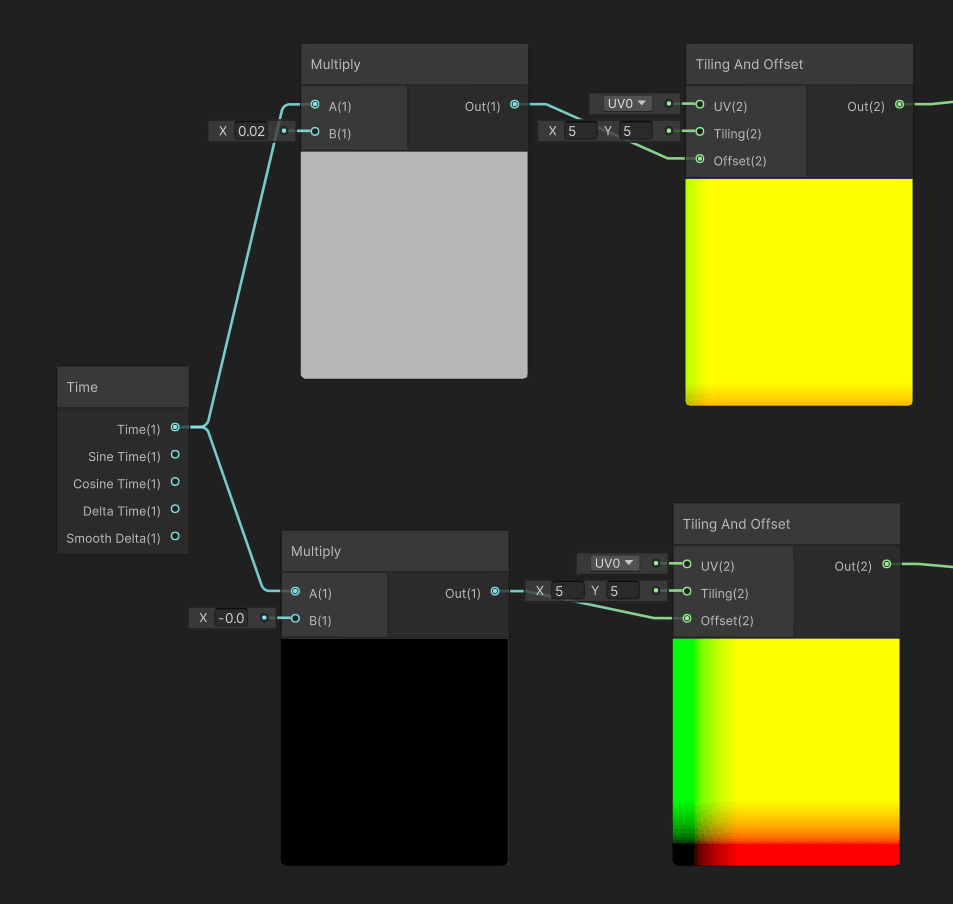 Multiply
A(1)
Out(1)
X 0.02
B(1)
Tiling And Offset
UV0
UV(2)
Out(2)
X 5 Y 5
Tiling(2)
Offset(2)
Time
Time(1)
Sine Time(1)
Cosine Time(1)
Delta Time(1)
Smooth Delta(1)
Multiply
A(1)
Out(1)
X -0.0
B(1)
Tiling And Offset
UV0
UV(2)
Out(2)
X 5 Y 5
Tiling(2)
Offset(2)